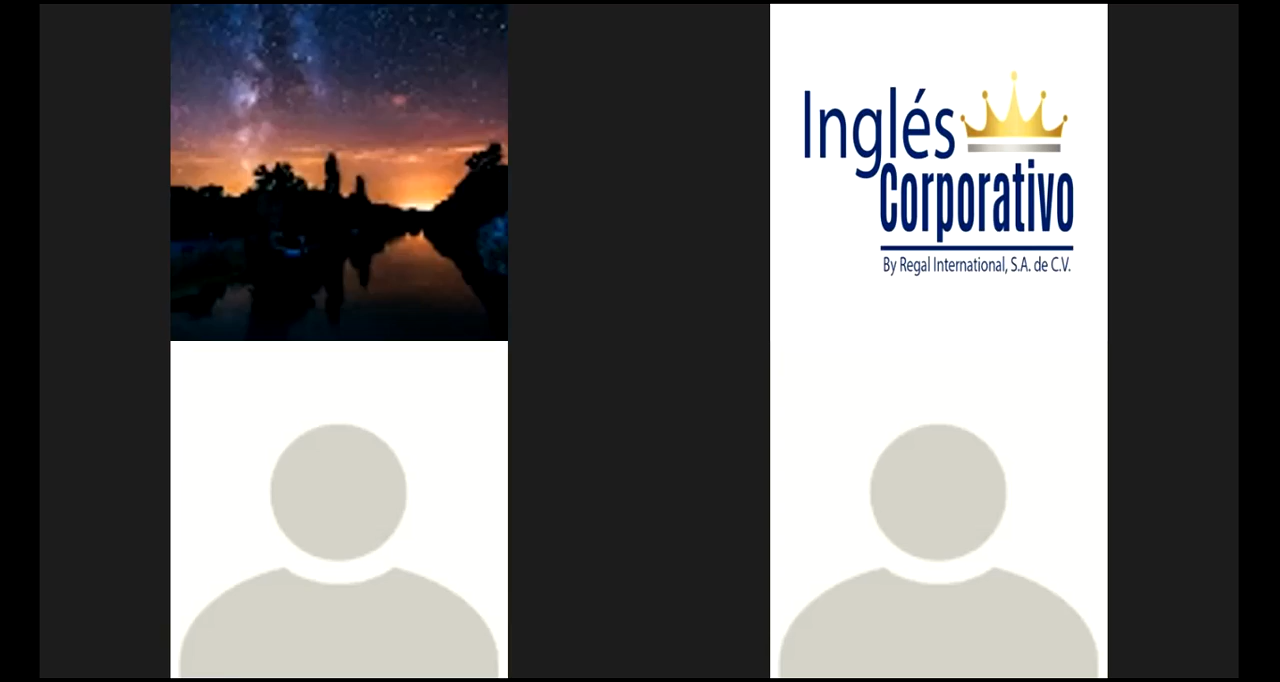 Inglés
Corporativo
By Regal International, S.A. de C.V.